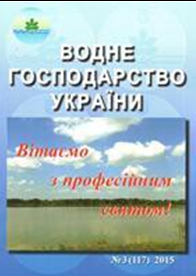 ВОДНЕ
ГОСПОДАРСТВО
УКРАЇНИ
Вітаємо
з професійним
святом!
№3(117) 2015